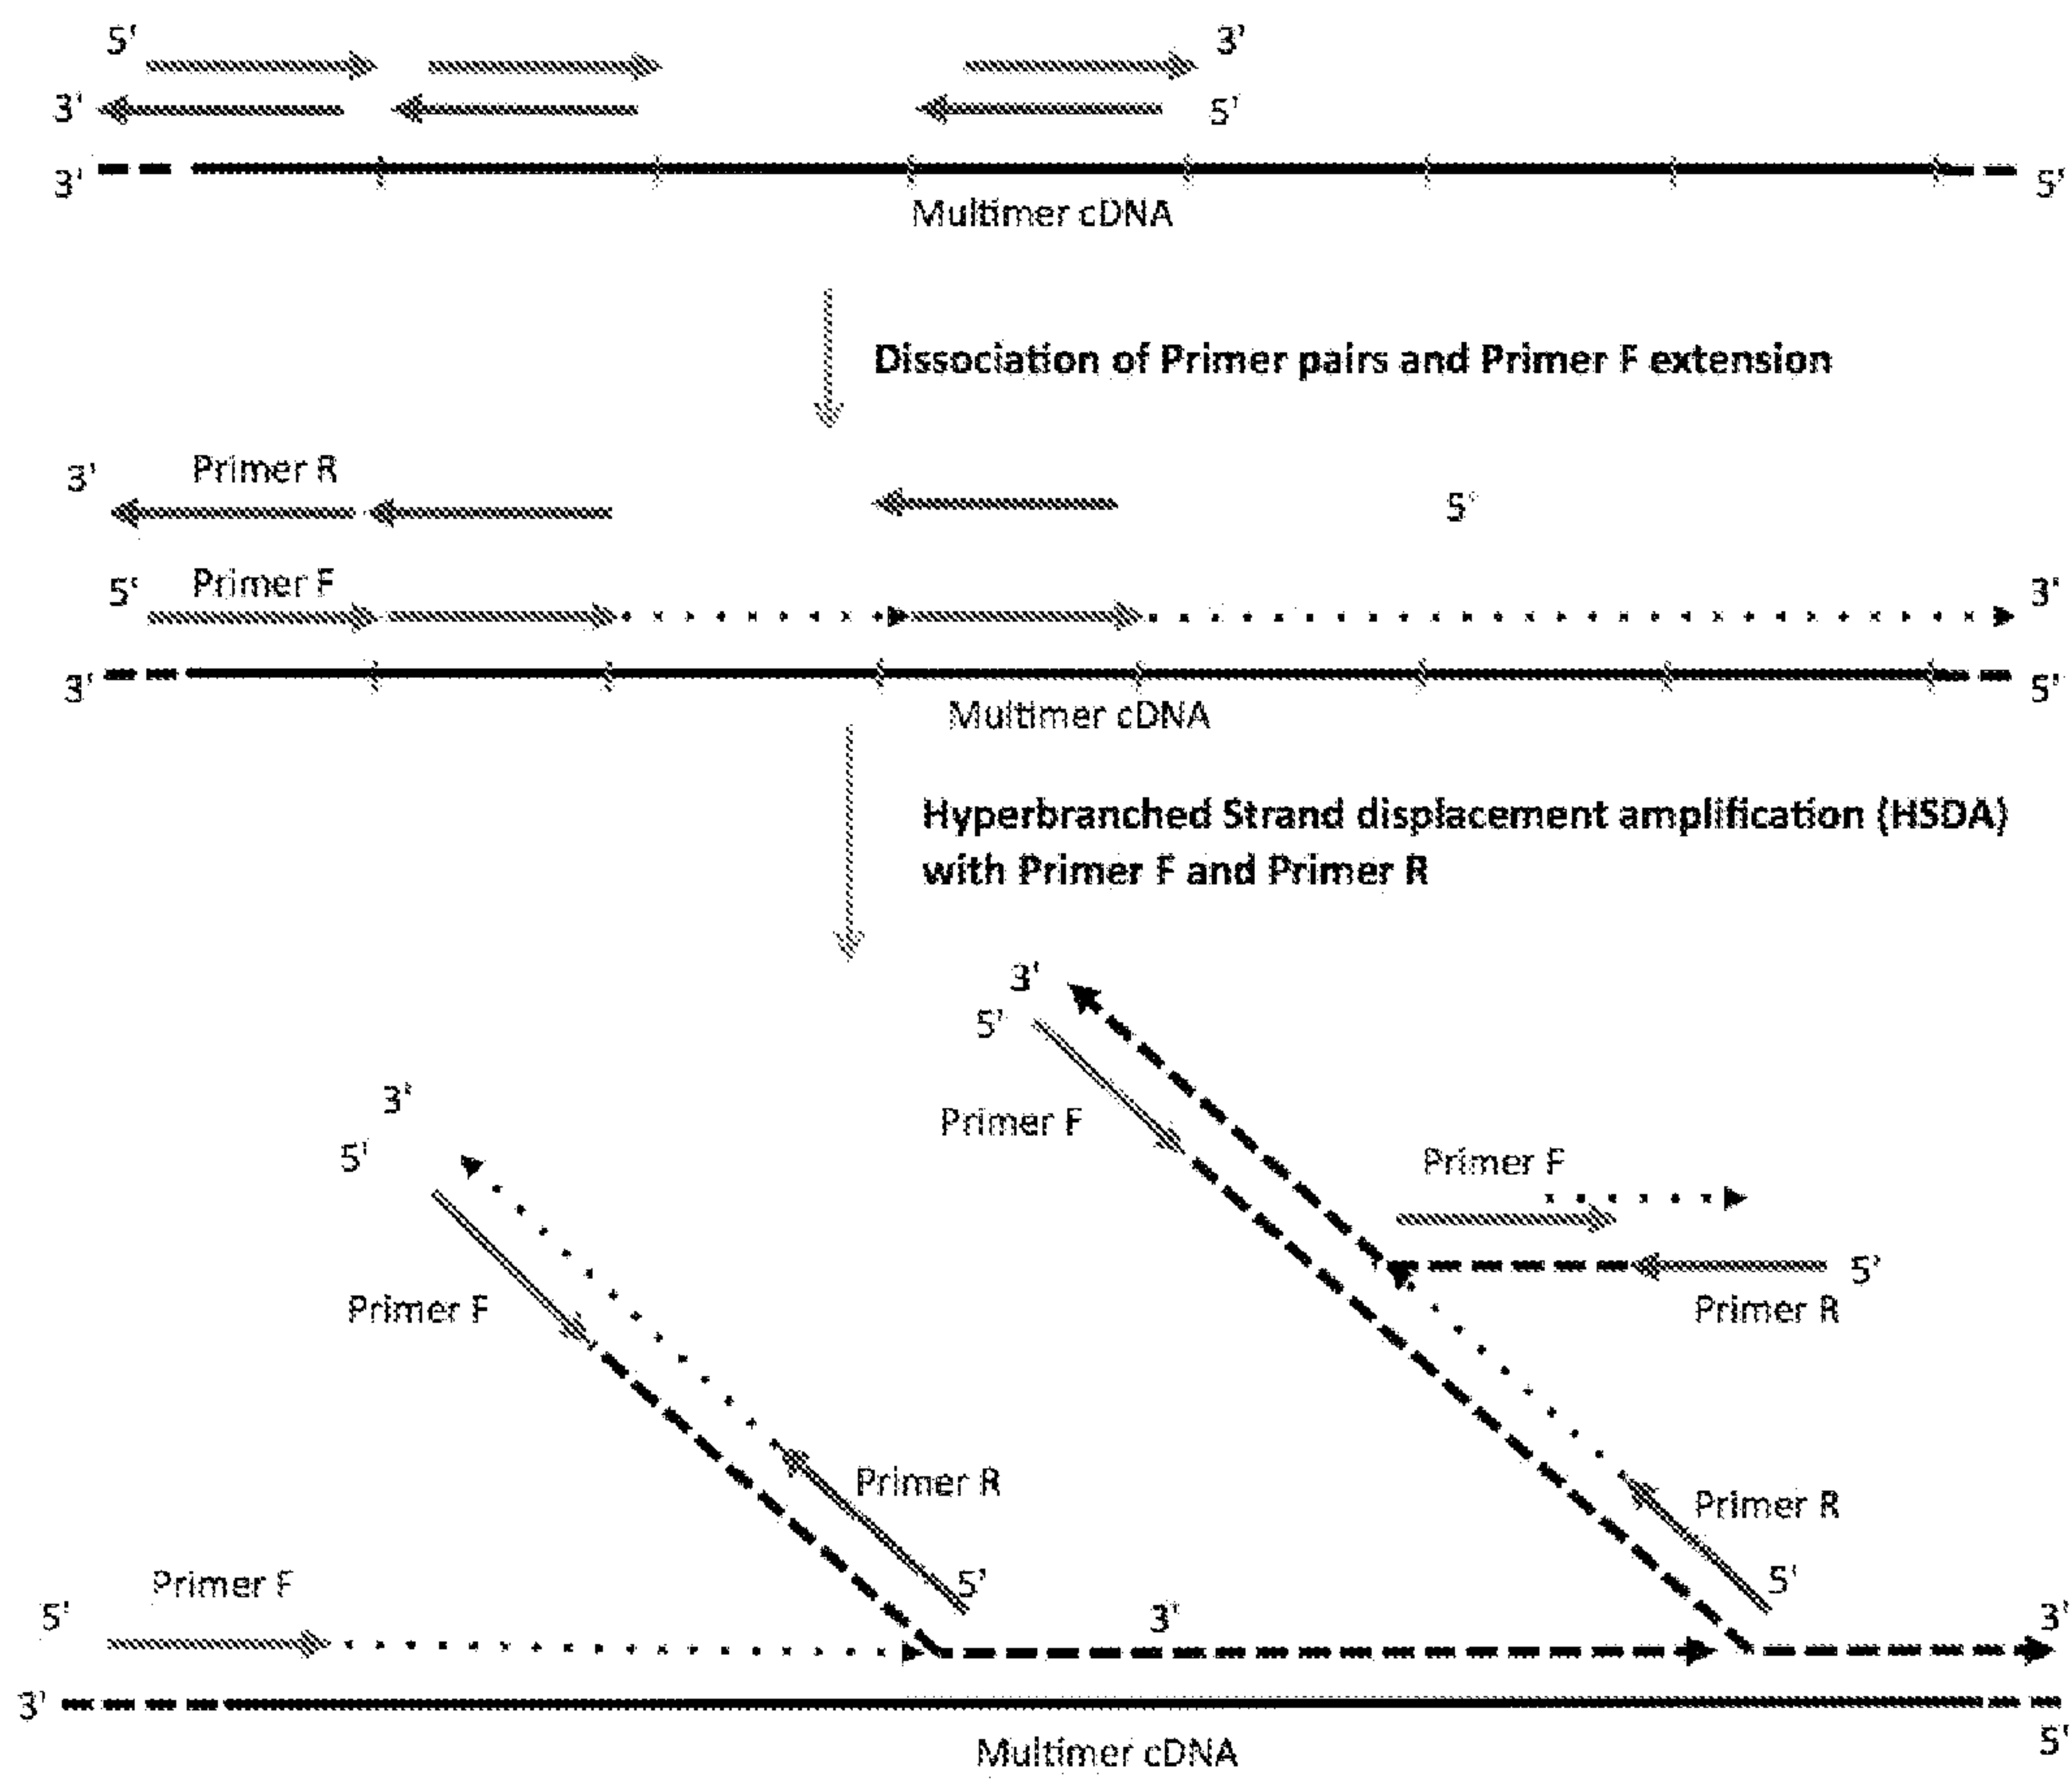 5'
3'
3'
5'
3'
5'
Multimer cDNA
Dissociation of Primer pairs and Primer F extension
3'
Primer R
5'
5'
Primer F
3'
3'
5'
Multimer cDNA
Hyperbranched Strand displacement amplification (HSDA)
with Primer F and Primer R
3'
5'
3'
Primer F
5'
Primer F
5'
Primer F
Primer R
Primer R
Primer R
Primer F
5'
5'
5'
3'
3'
3'
5'
Multimer cDNA